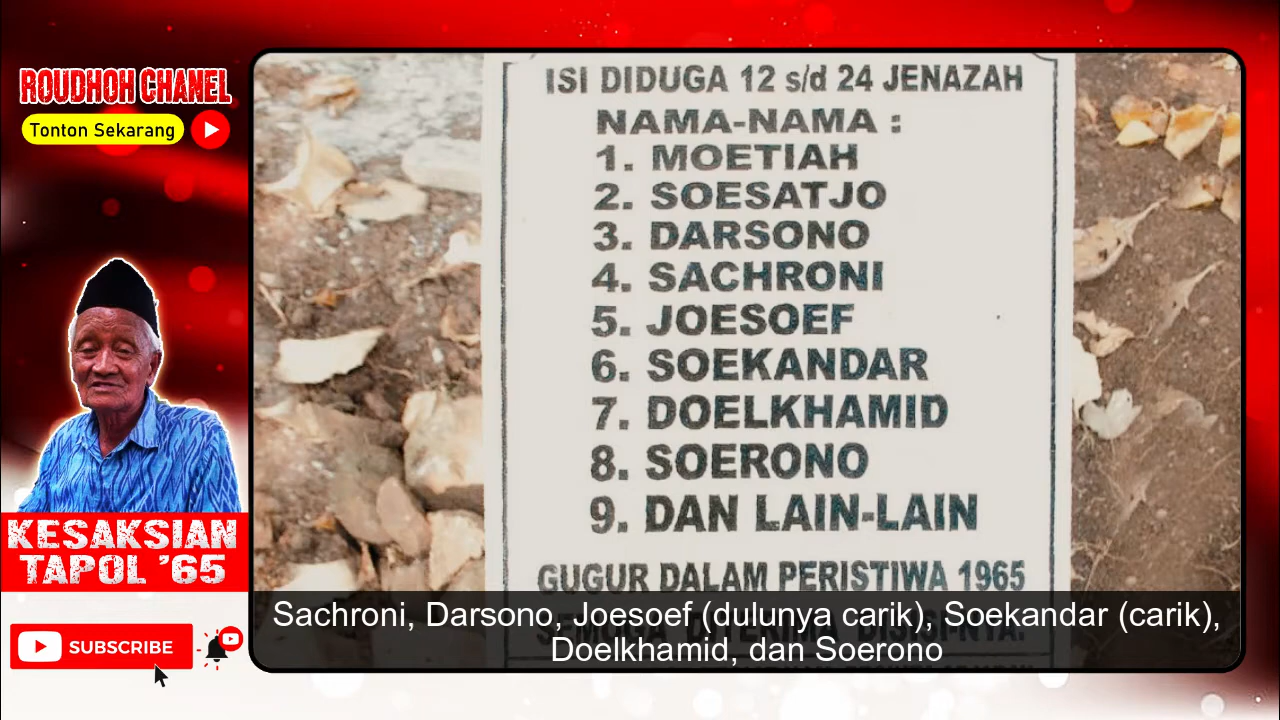 ROUDHOH CHANEL
Tonton Sekarang
KESAKSIAN
TAPOL '65
SUBSCRIBE
ISI DIDUGA 12 s/d 24 JENAZAH
NAMA-NAMA :
1. MOETIAH
2. SOESATJO
3. DARSONO
4. SACHRONI
5. JOESOEF
6. SOEKANDAR
7. DOELKHAMID
8. SOERONO
9. DAN LAIN-LAIN
GUGUR DALAM PERISTIWA 1965
Sachroni, Darsono, Joesoef (dulunya carik), Soekandar (carik),
Doelkhamid, dan Soerono